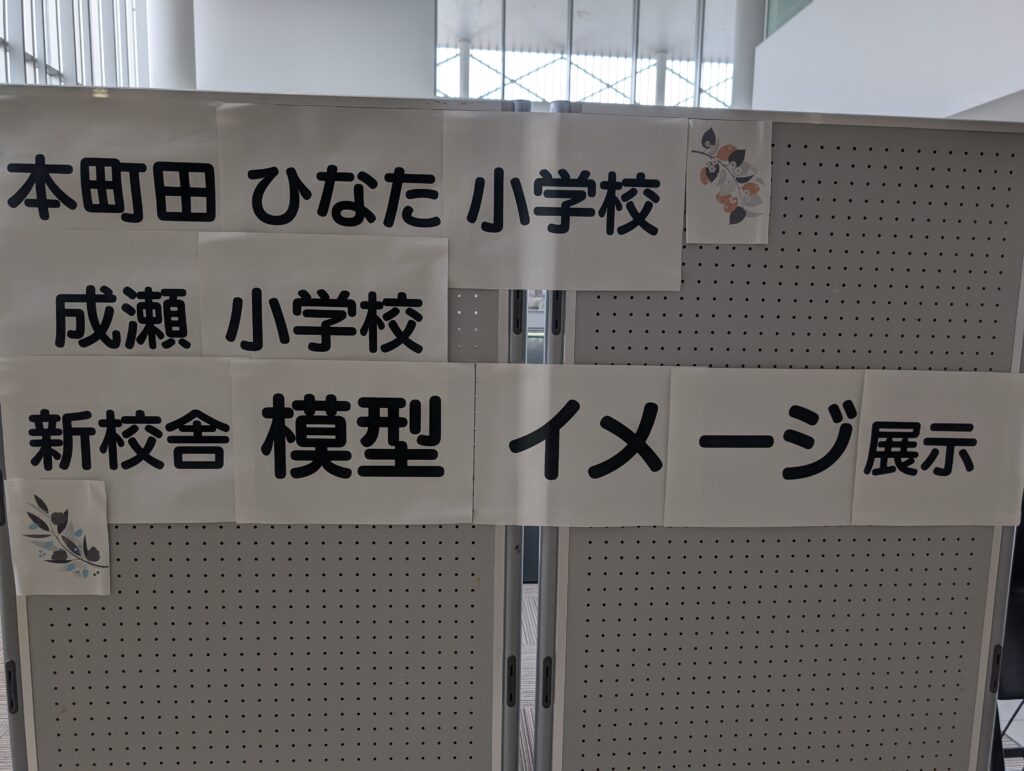 本町田 ひなた 小学校
成瀬 小学校
新校舎 模型 イメージ 展示